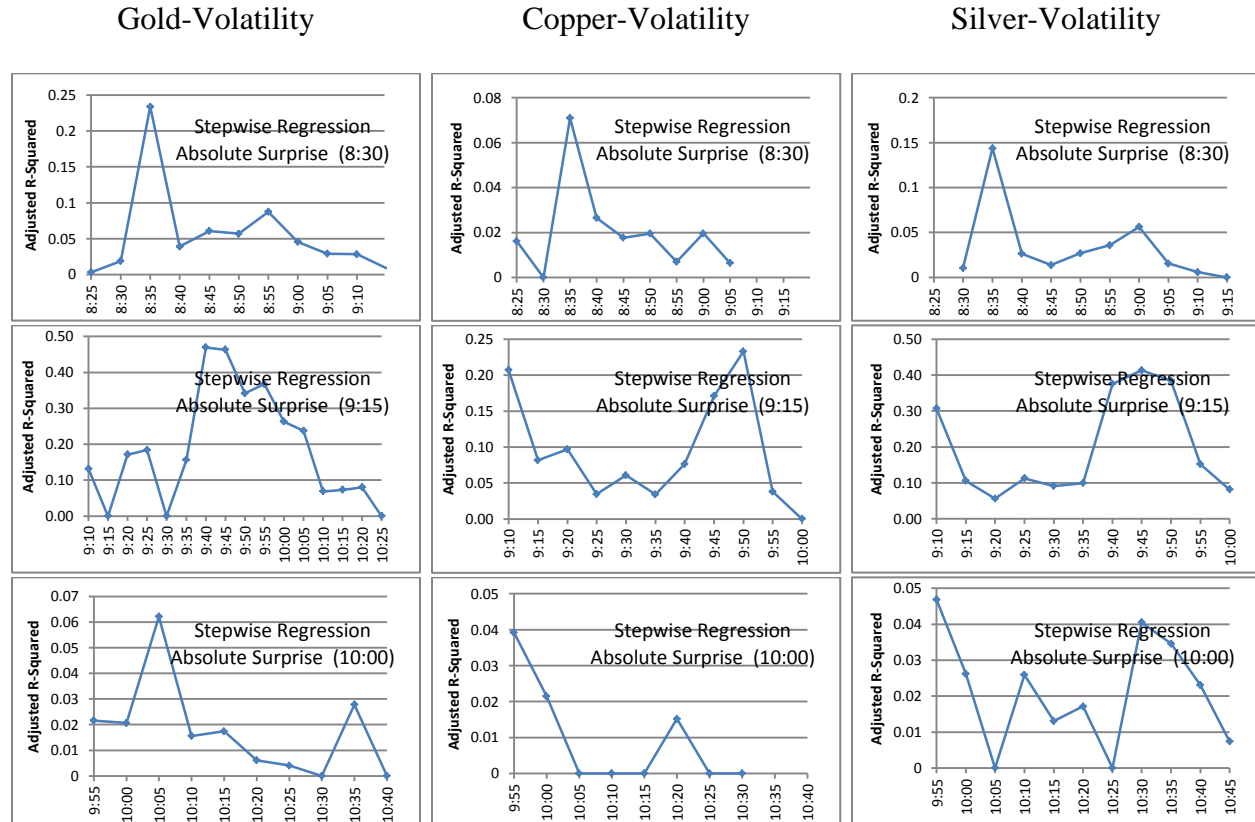 Gold-Volatility
Copper-Volatility
Silver-Volatility
Adjusted R-Squared
0.25
0.2
0.15
0.1
0.05
0
Stepwise Regression
Absolute Surprise (8:30)
8:25 8:30 8:35 8:40 8:45 8:50 8:55 9:00 9:05 9:10
Adjusted R-Squared
0.08
0.06
0.04
0.02
0
Stepwise Regression
Absolute Surprise (8:30)
8:25 8:30 8:35 8:40 8:45 8:50 8:55 9:00 9:05 9:10 9:15
Adjusted R-Squared
0.2
0.15
0.1
0.05
0
Stepwise Regression
Absolute Surprise (8:30)
8:25 8:30 8:35 8:40 8:45 8:50 8:55 9:00 9:05 9:10 9:15
Adjusted R-Squared
0.50
0.40
0.30
0.20
0.10
0.00
Stepwise Regression
Absolute Surprise (9:15)
9:10 9:15 9:20 9:25 9:30 9:35 9:40 9:45 9:50 9:55 10:00 10:05 10:10 10:15 10:20 10:25
Adjusted R-Squared
0.25
0.20
0.15
0.10
0.05
0.00
Stepwise Regression
Absolute Surprise (9:15)
9:10 9:15 9:20 9:25 9:30 9:35 9:40 9:45 9:50 9:55 10:00
Adjusted R-Squared
0.50
0.40
0.30
0.20
0.10
0.00
Stepwise Regression
Absolute Surprise (9:15)
9:10 9:15 9:20 9:25 9:30 9:35 9:40 9:45 9:50 9:55 10:00
Adjusted R-Squared
0.07
0.06
0.05
0.04
0.03
0.02
0.01
0
Stepwise Regression
Absolute Surprise (10:00)
9:55 10:00 10:05 10:10 10:15 10:20 10:25 10:30 10:35 10:40
Adjusted R-Squared
0.05
0.04
0.03
0.02
0.01
0
Stepwise Regression
Absolute Surprise (10:00)
9:55 10:00 10:05 10:10 10:15 10:20 10:25 10:30 10:35 10:40
Adjusted R-Squared
0.05
0.04
0.03
0.02
0.01
0
Stepwise Regression
Absolute Surprise (10:00)
9:55 10:00 10:05 10:10 10:15 10:20 10:25 10:30 10:35 10:40 10:45